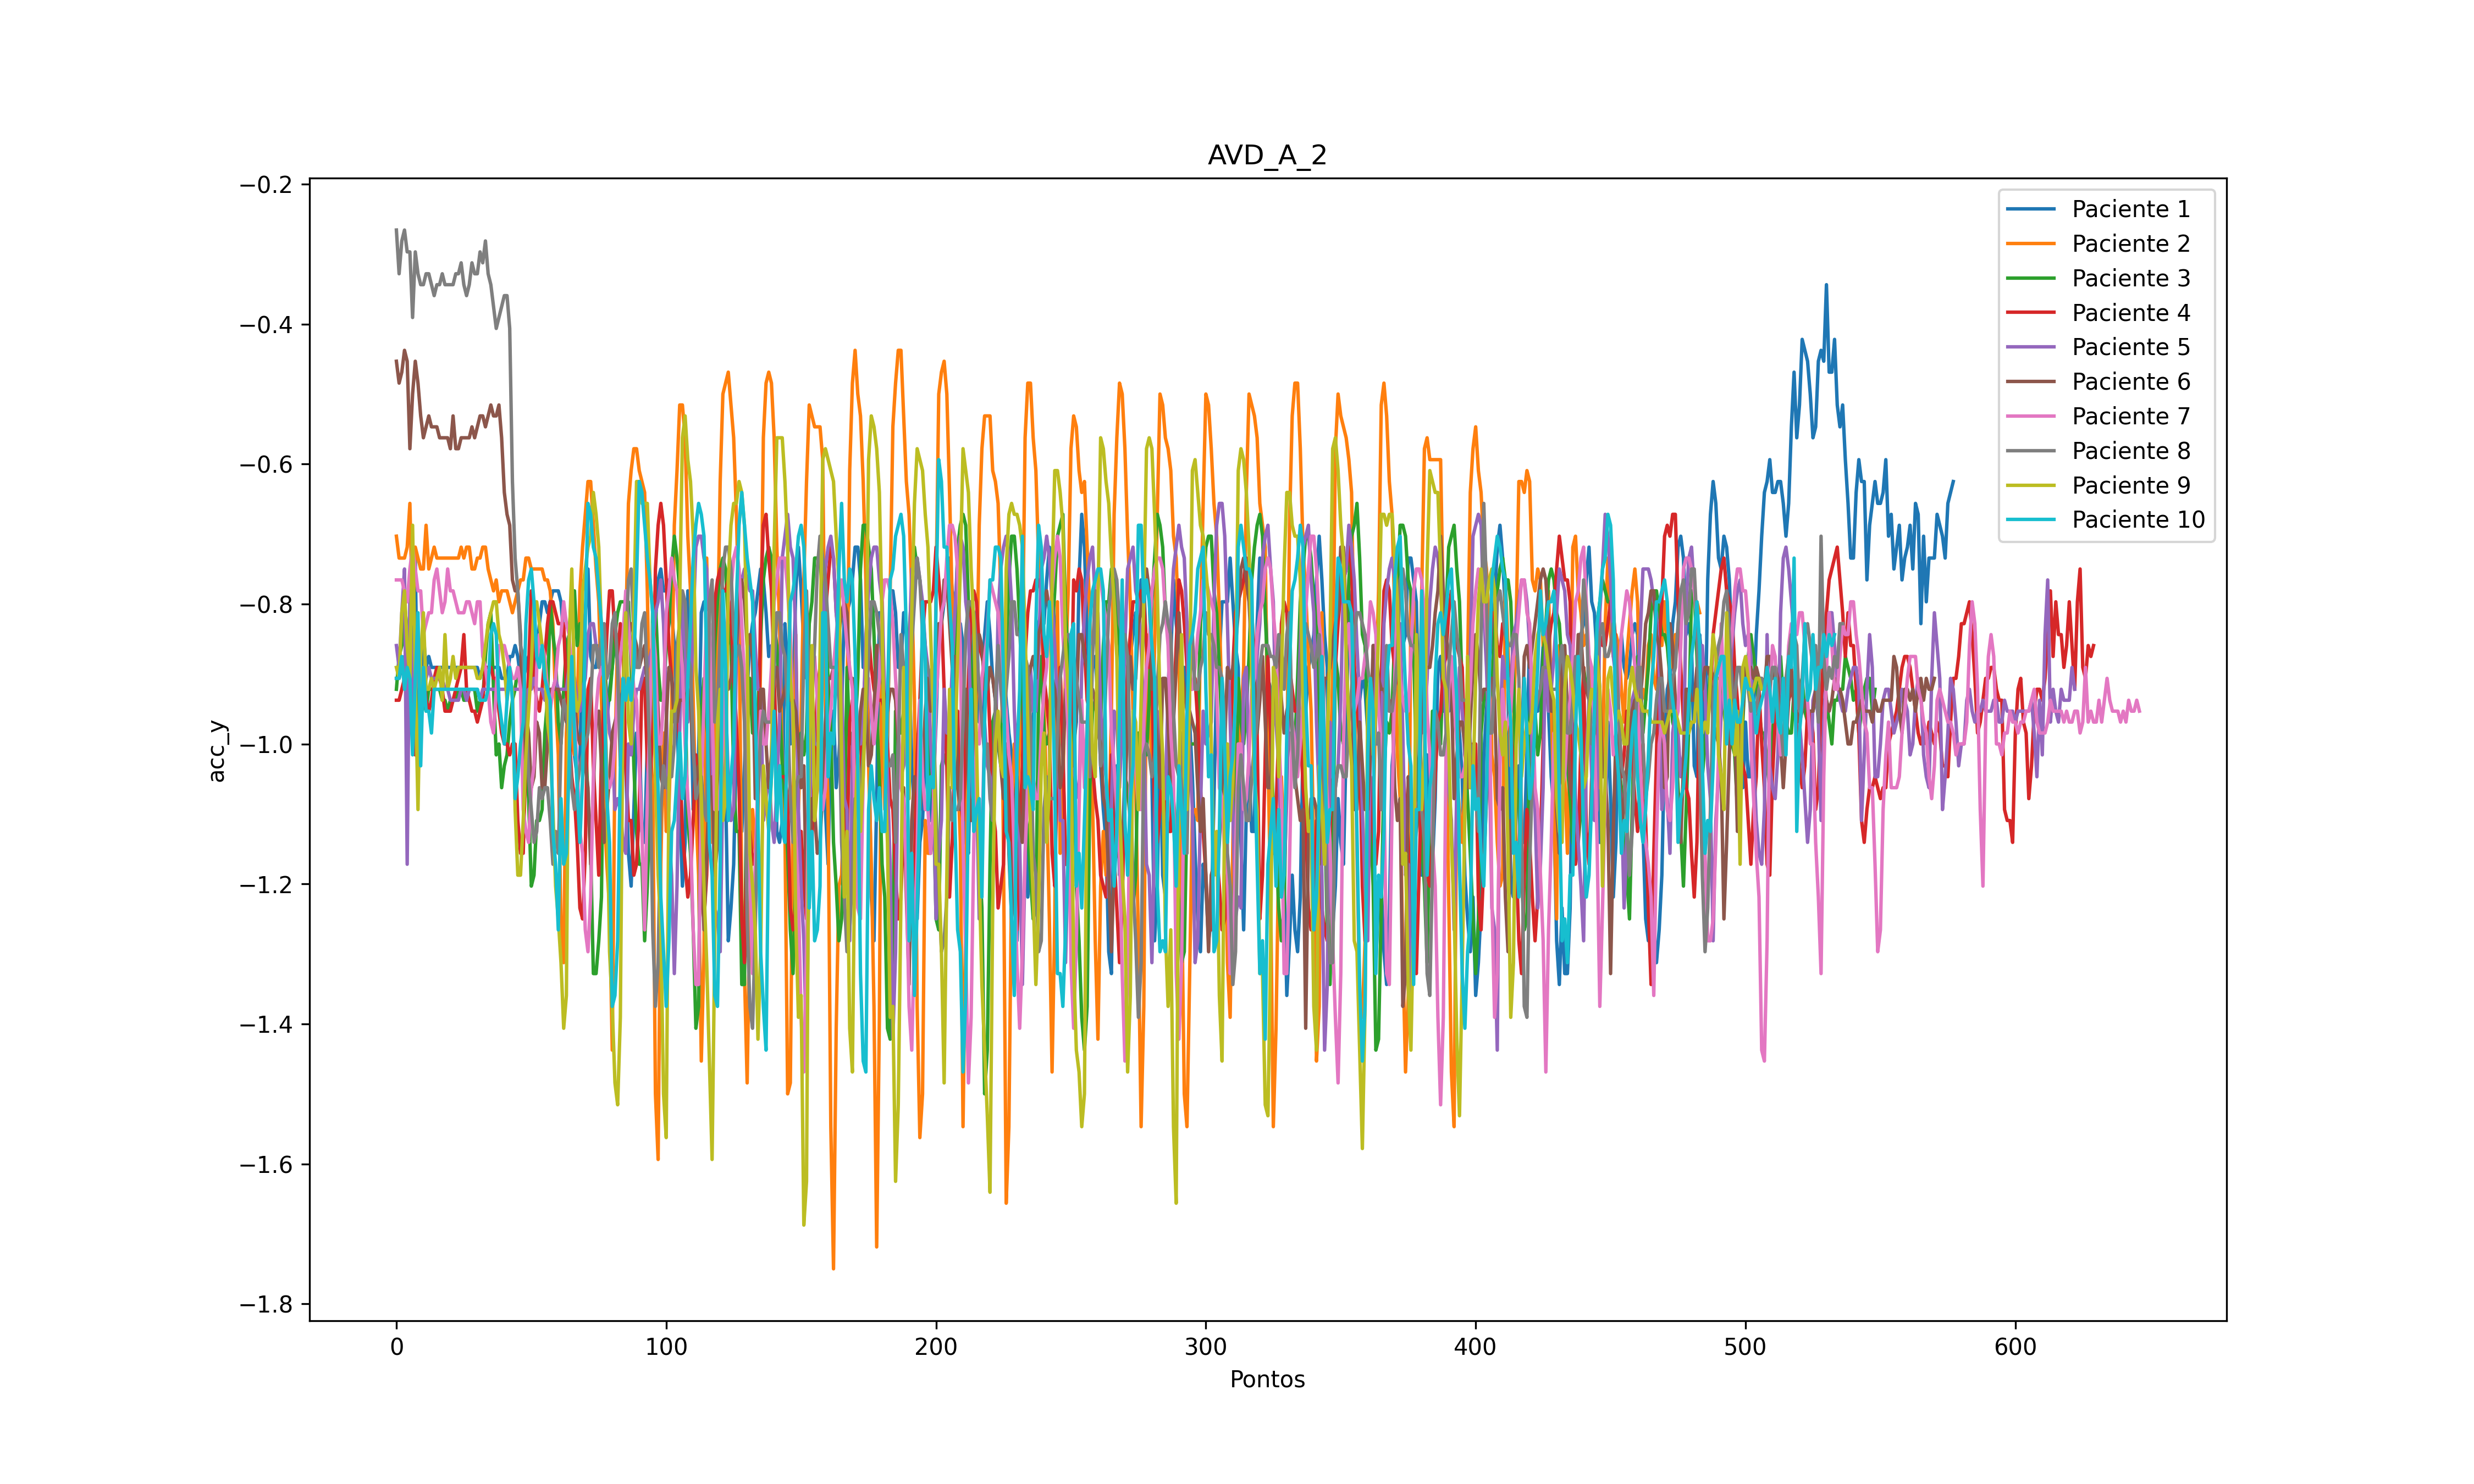 AVD_A_2
−0.2
−0.4
−0.6
−0.8
−1.0
−1.2
−1.4
−1.6
−1.8
acc_y
0 100 200 300 400 500 600
Pontos
Paciente 1
Paciente 2
Paciente 3
Paciente 4
Paciente 5
Paciente 6
Paciente 7
Paciente 8
Paciente 9
Paciente 10